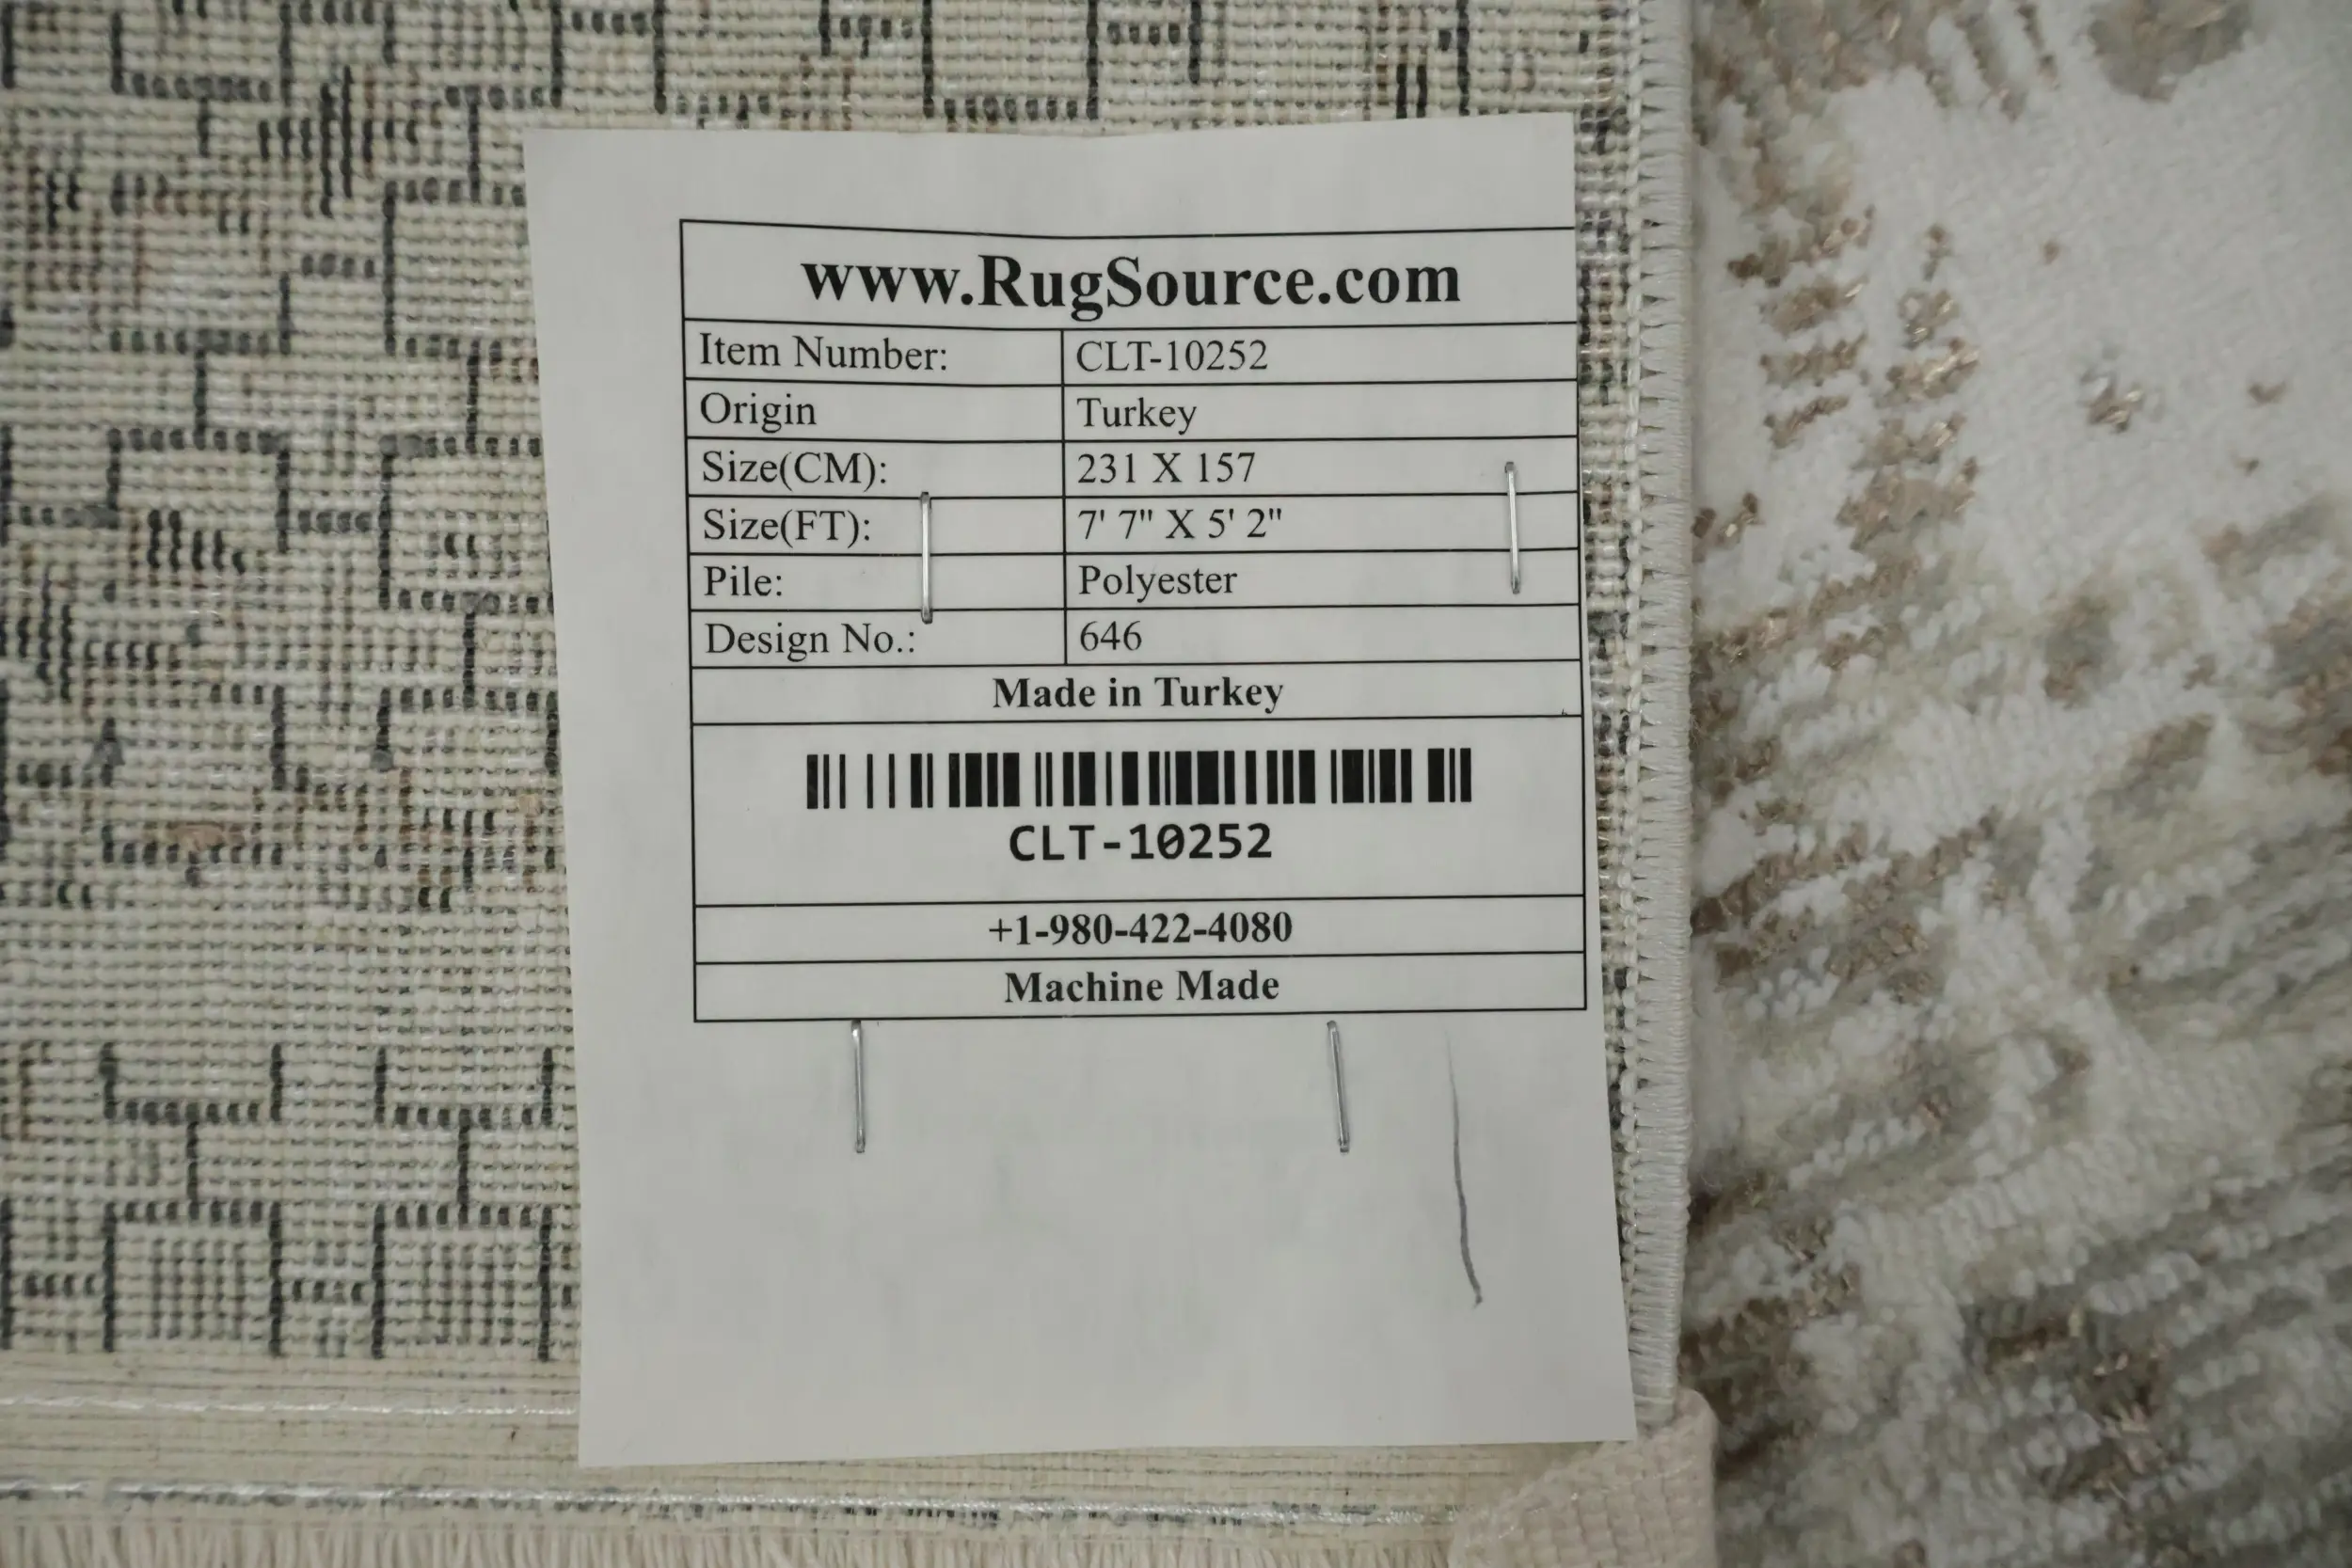 www.RugSource.com
Item Number: CLT-10252
Origin Turkey
Size(CM): 231 X 157
Size(FT): 7' 7" X 5' 2"
Pile: Polyester
Design No.: 646
Made in Turkey
CLT-10252
+1-980-422-4080
Machine Made